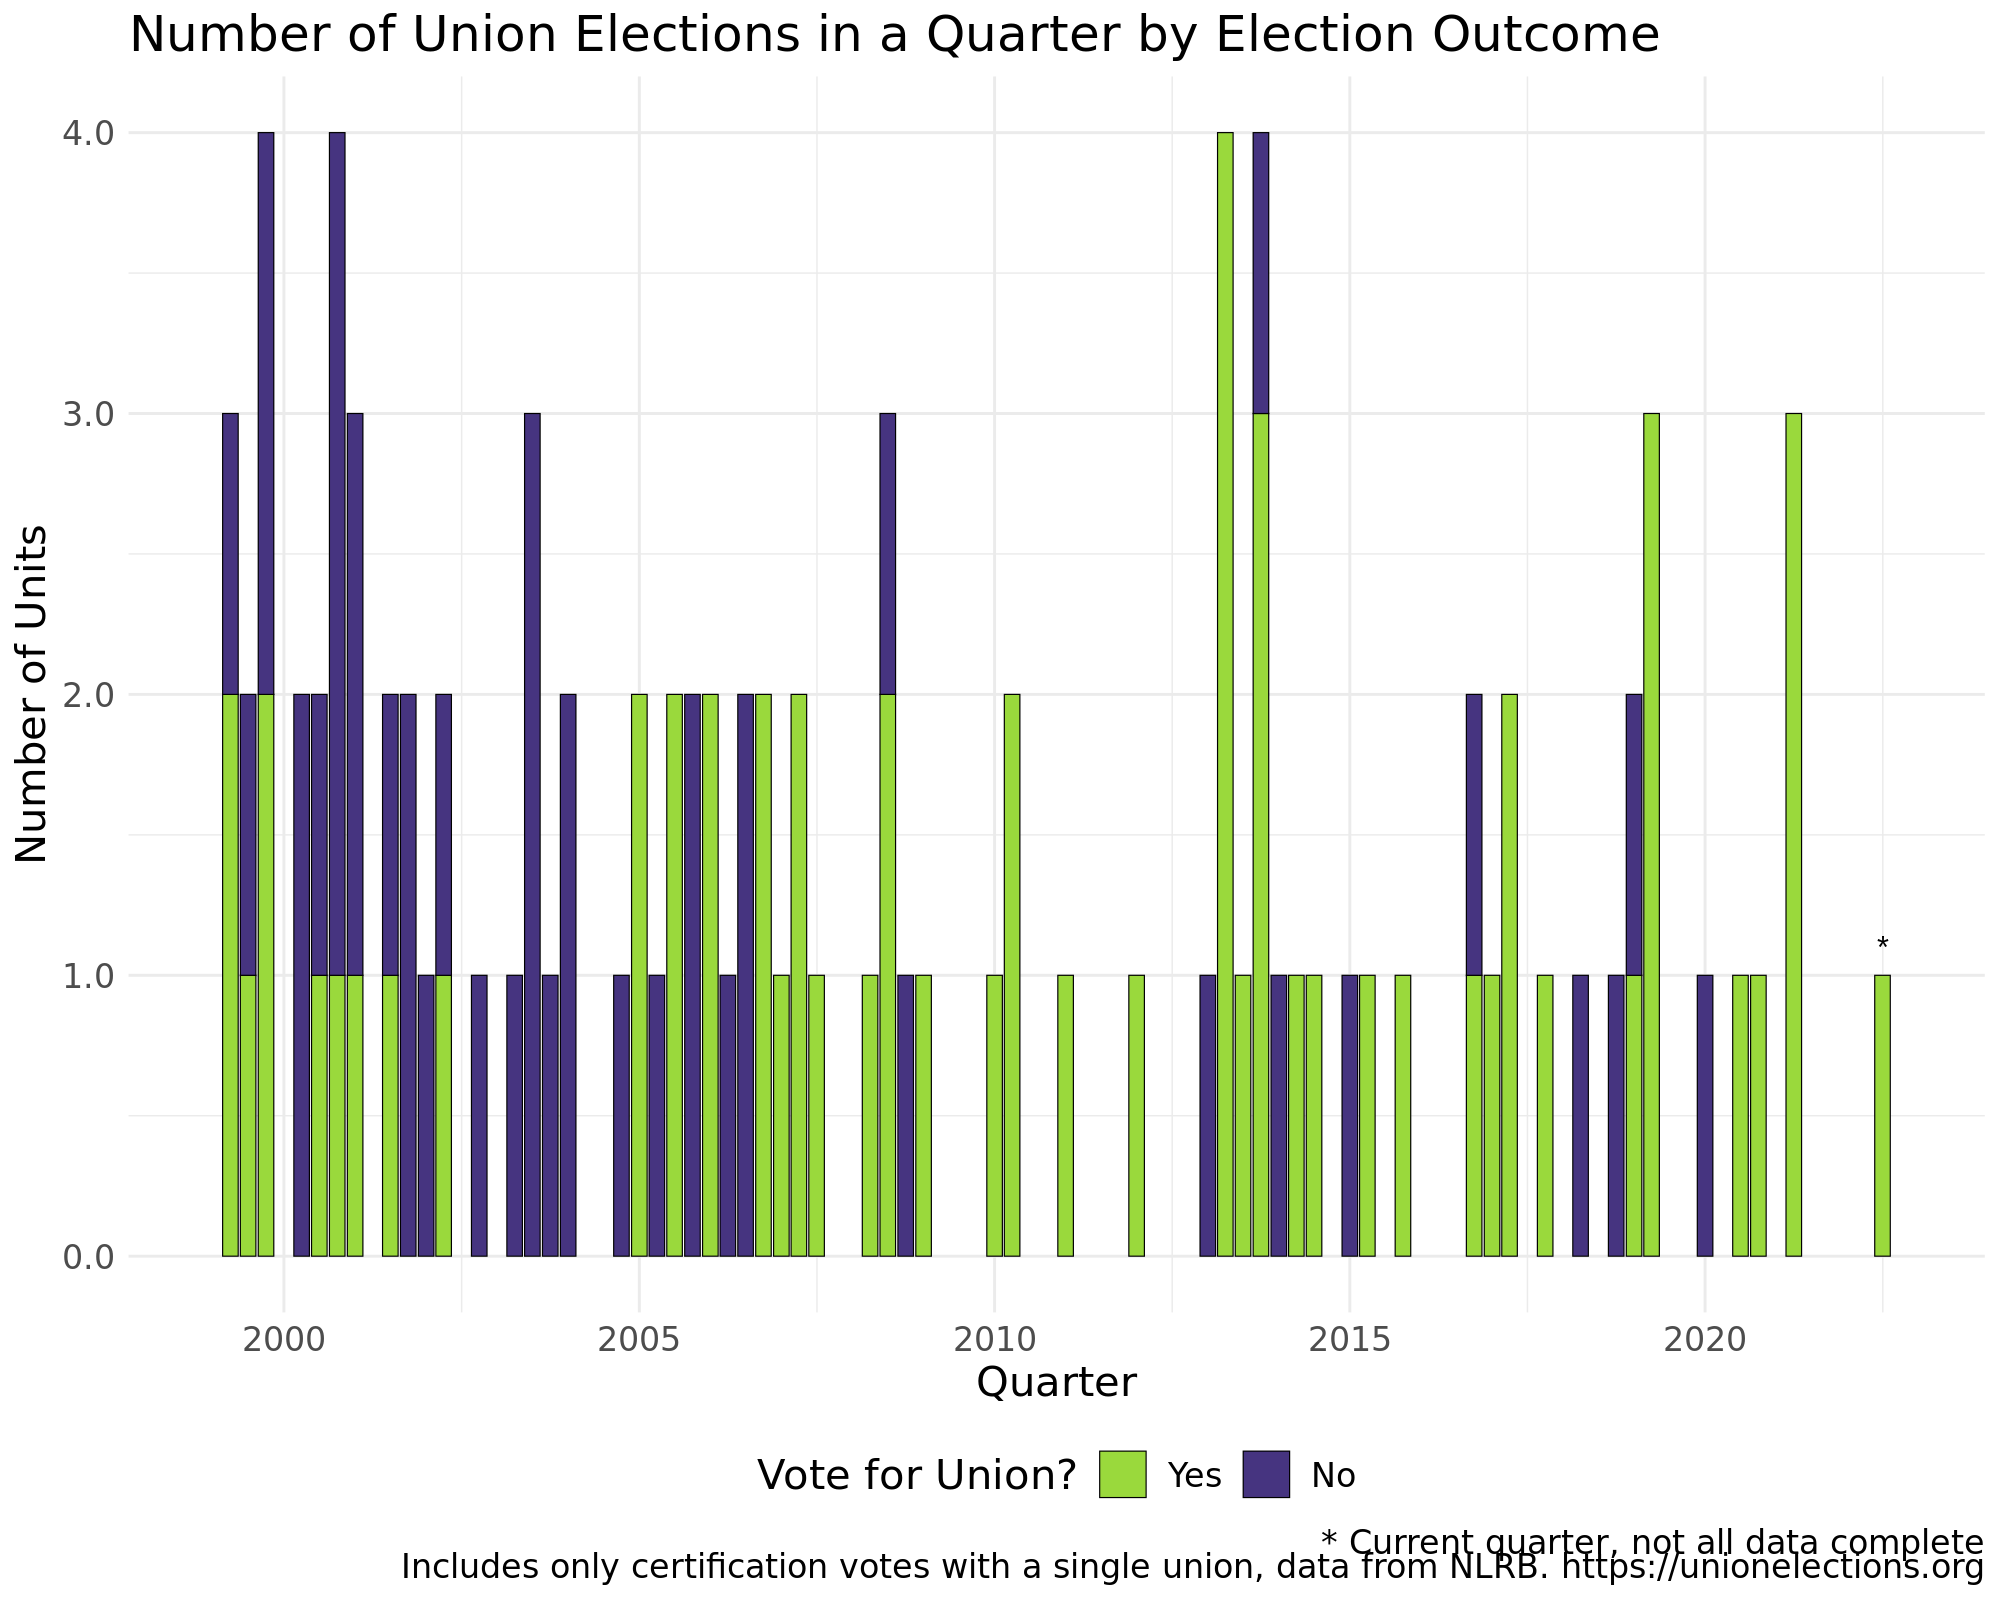 Number of Union Elections in a Quarter by Election Outcome
4.0
3.0
2.0
1.0
0.0
Number of Units
*
2000 2005 2010 2015 2020
Quarter
Vote for Union? Yes No
* Current quarter, not all data complete
Includes only certification votes with a single union, data from NLRB. https://unionelections.org